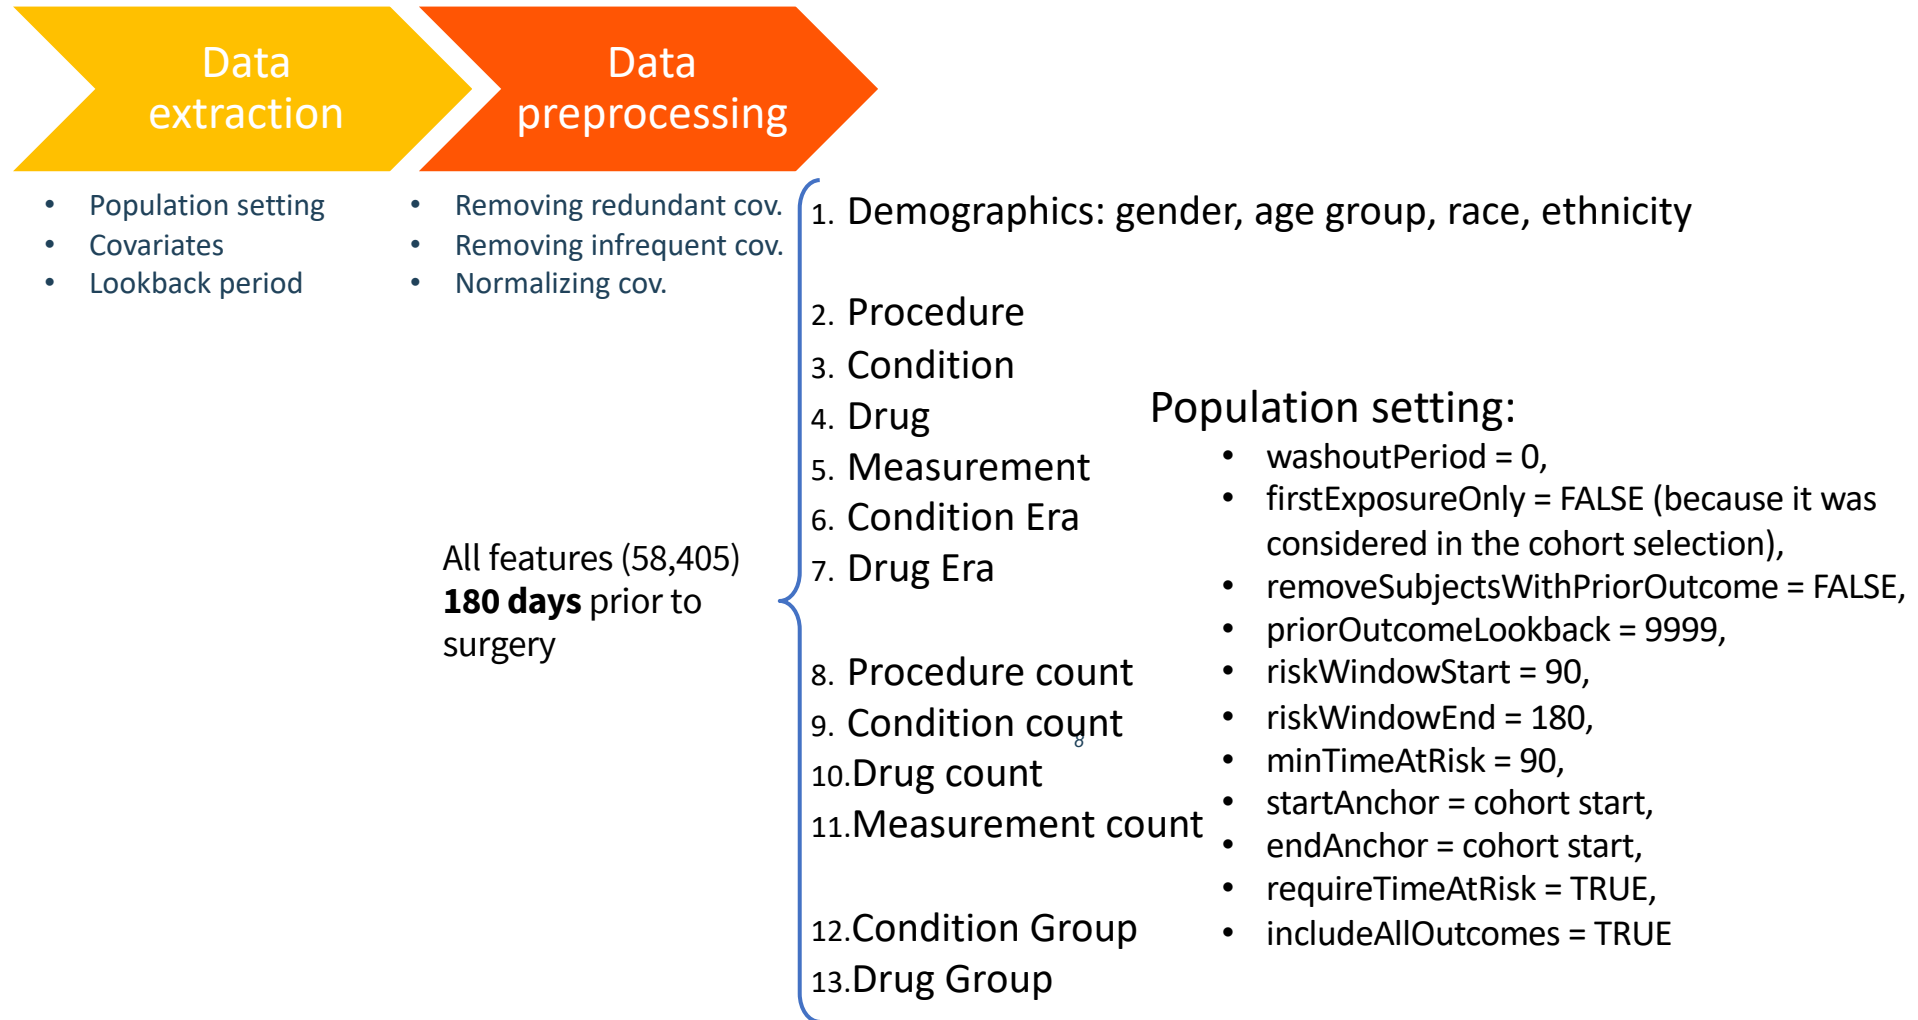 Data
extraction
Data
preprocessing
• Population setting
• Covariates
• Lookback period
• Removing redundant cov.
• Removing infrequent cov.
• Normalizing cov.
All features (58,405)
180 days prior to
surgery
1. Demographics: gender, age group, race, ethnicity
2. Procedure
3. Condition
4. Drug
5. Measurement
6. Condition Era
7. Drug Era
8. Procedure count
9. Condition count
10.Drug count
11.Measurement count
12.Condition Group
13.Drug Group
8
Population setting:
• washoutPeriod = 0,
• firstExposureOnly = FALSE (because it was
considered in the cohort selection),
• removeSubjectsWithPriorOutcome = FALSE,
• priorOutcomeLookback = 9999,
• riskWindowStart = 90,
• riskWindowEnd = 180,
• minTimeAtRisk = 90,
• startAnchor = cohort start,
• endAnchor = cohort start,
• requireTimeAtRisk = TRUE,
• includeAllOutcomes = TRUE